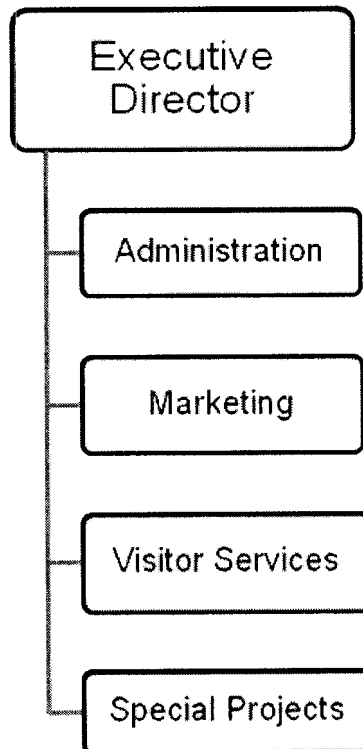 Executive
Director
Administration
Marketing
Visitor Services
Special Projects